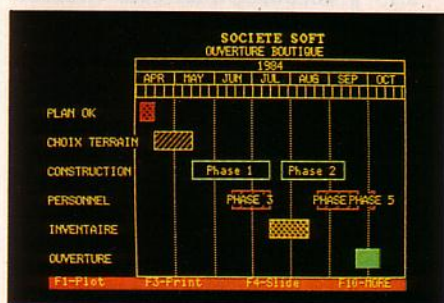 SOCIETE SOFT
OUVERTURE BOUTIQUE
1984
APR MAY JUN JUL AUG SEP OCT
PLAN OK
CHOIX TERRAIN
CONSTRUCTION Phase 1 Phase 2
PERSONNEL PHASE 3 PHASE PHASE 5
INVENTAIRE
OUVERTURE
F1-Plot F3-Print F4-Slide F10-MORE